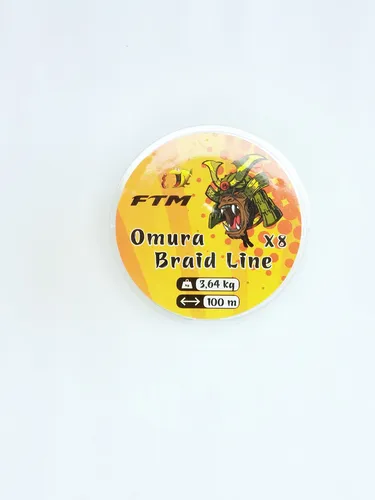 FTM
Omura X8
Braid Line
3,64 kg
100 m